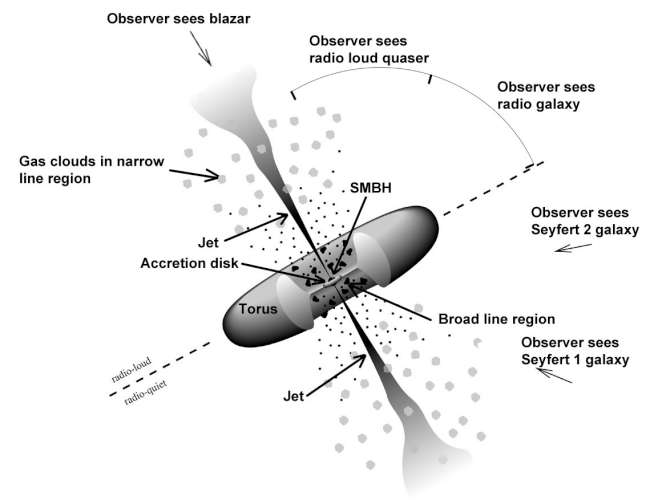 Observer sees blazar
Observer sees
radio loud quaser
Observer sees
radio galaxy
Gas clouds in narrow
line region
SMBH
Observer sees
Seyfert 2 galaxy
Jet
Accretion disk
Torus
Broad line region
Observer sees
Seyfert 1 galaxy
radio-loud
radio-quiet
Jet